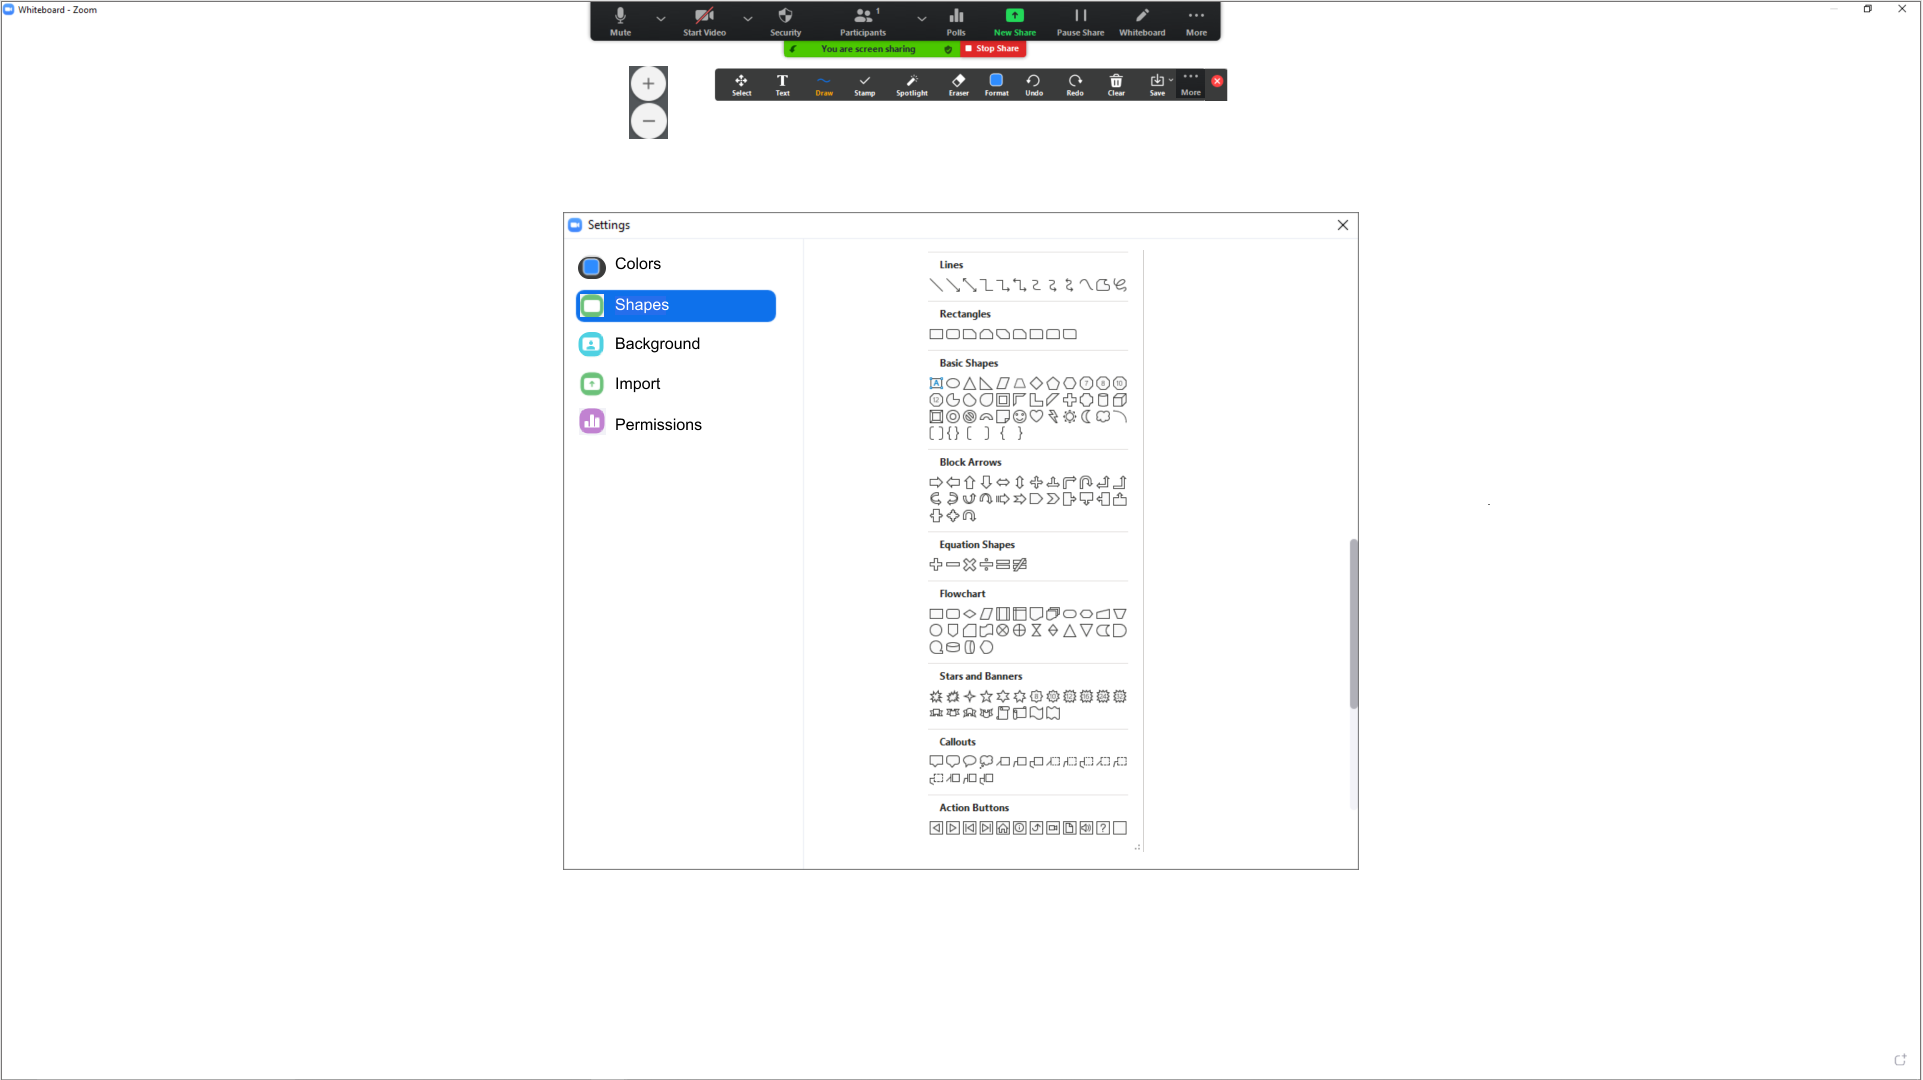 Whiteboard - Zoom
Mute
Start Video
Security
Participants
1
Polls
New Share
Pause Share
Whiteboard
More
You are screen sharing
Stop Share
Select
Text
Draw
Stamp
Spotlight
Eraser
Format
Undo
Redo
Clear
Save
More
Settings
Colors
Shapes
Background
Import
Permissions
Lines
Rectangles
Basic Shapes
Block Arrows
Equation Shapes
Flowchart
Stars and Banners
Callouts
Action Buttons